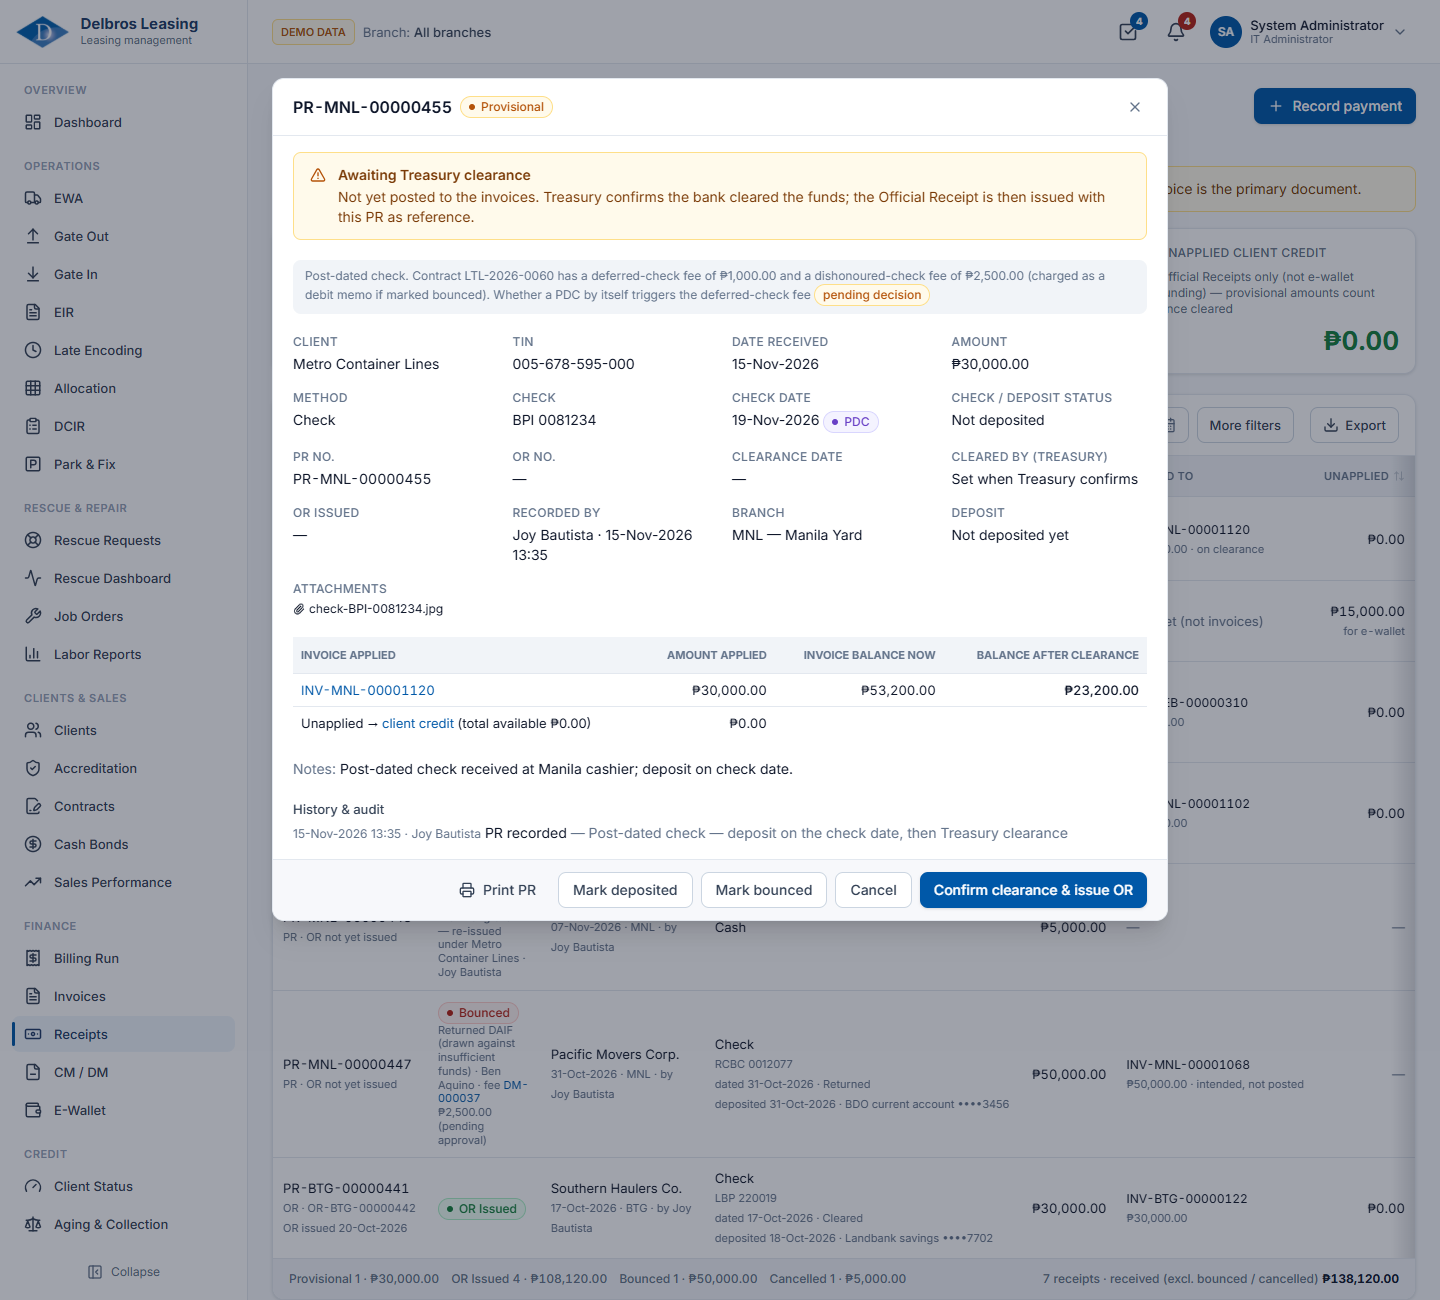 Delbros Leasing
Leasing management
DEMO DATA
Branch: All branches
4
4
SA
System Administrator
IT Administrator
OVERVIEW
Dashboard
OPERATIONS
EWA
Gate Out
Gate In
EIR
Late Encoding
Allocation
DCIR
Park & Fix
RESCUE & REPAIR
Rescue Requests
Rescue Dashboard
Job Orders
Labor Reports
CLIENTS & SALES
Clients
Accreditation
Contracts
Cash Bonds
Sales Performance
FINANCE
Billing Run
Invoices
Receipts
CM / DM
E-Wallet
CREDIT
Client Status
Aging & Collection
Collapse
Record payment
oice is the primary document.
NAPPLIED CLIENT CREDIT
fficial Receipts only (not e-wallet
unding) — provisional amounts count
nce cleared
₱0.00
More filters
Export
D TO
UNAPPLIED
NL-00001120
0.00 · on clearance
₱0.00
et (not invoices)
₱15,000.00
for e-wallet
EB-00000310
.00
₱0.00
NL-00001102
0.00
₱0.00
PR-MNL-00000455
Provisional
Awaiting Treasury clearance
Not yet posted to the invoices. Treasury confirms the bank cleared the funds; the Official Receipt is then issued with
this PR as reference.
Post-dated check. Contract LTL-2026-0060 has a deferred-check fee of ₱1,000.00 and a dishonoured-check fee of ₱2,500.00 (charged as a
debit memo if marked bounced). Whether a PDC by itself triggers the deferred-check fee pending decision
CLIENT
Metro Container Lines
TIN
005-678-595-000
DATE RECEIVED
15-Nov-2026
AMOUNT
₱30,000.00
METHOD
Check
CHECK
BPI 0081234
CHECK DATE
19-Nov-2026 PDC
CHECK / DEPOSIT STATUS
Not deposited
PR NO.
PR-MNL-00000455
OR NO.
—
CLEARANCE DATE
—
CLEARED BY (TREASURY)
Set when Treasury confirms
OR ISSUED
—
RECORDED BY
Joy Bautista · 15-Nov-2026
13:35
BRANCH
MNL — Manila Yard
DEPOSIT
Not deposited yet
ATTACHMENTS
check-BPI-0081234.jpg
INVOICE APPLIED AMOUNT APPLIED INVOICE BALANCE NOW BALANCE AFTER CLEARANCE
INV-MNL-00001120 ₱30,000.00 ₱53,200.00 ₱23,200.00
Unapplied → client credit (total available ₱0.00) ₱0.00
Notes: Post-dated check received at Manila cashier; deposit on check date.
History & audit
15-Nov-2026 13:35 · Joy Bautista PR recorded — Post-dated check — deposit on the check date, then Treasury clearance
Print PR
Mark deposited
Mark bounced
Cancel
Confirm clearance & issue OR
PR · OR not yet issued
— re-issued
under Metro
Container Lines ·
Joy Bautista
07-Nov-2026 · MNL · by
Joy Bautista
Cash
₱5,000.00
—
—
PR-MNL-00000447
PR · OR not yet issued
Bounced
Returned DAIF
(drawn against
insufficient
funds) · Ben
Aquino · fee DM-
000037
₱2,500.00
(pending
approval)
Pacific Movers Corp.
31-Oct-2026 · MNL · by
Joy Bautista
Check
RCBC 0012077
dated 31-Oct-2026 · Returned
deposited 31-Oct-2026 · BDO current account ••••3456
₱50,000.00
INV-MNL-00001068
₱50,000.00 · intended, not posted
—
PR-BTG-00000441
OR · OR-BTG-00000442
OR issued 20-Oct-2026
OR Issued
Southern Haulers Co.
17-Oct-2026 · BTG · by Joy
Bautista
Check
LBP 220019
dated 17-Oct-2026 · Cleared
deposited 18-Oct-2026 · Landbank savings ••••7702
₱30,000.00
INV-BTG-00000122
₱30,000.00
₱0.00
Provisional 1 · ₱30,000.00 OR Issued 4 · ₱108,120.00 Bounced 1 · ₱50,000.00 Cancelled 1 · ₱5,000.00
7 receipts · received (excl. bounced / cancelled) ₱138,120.00